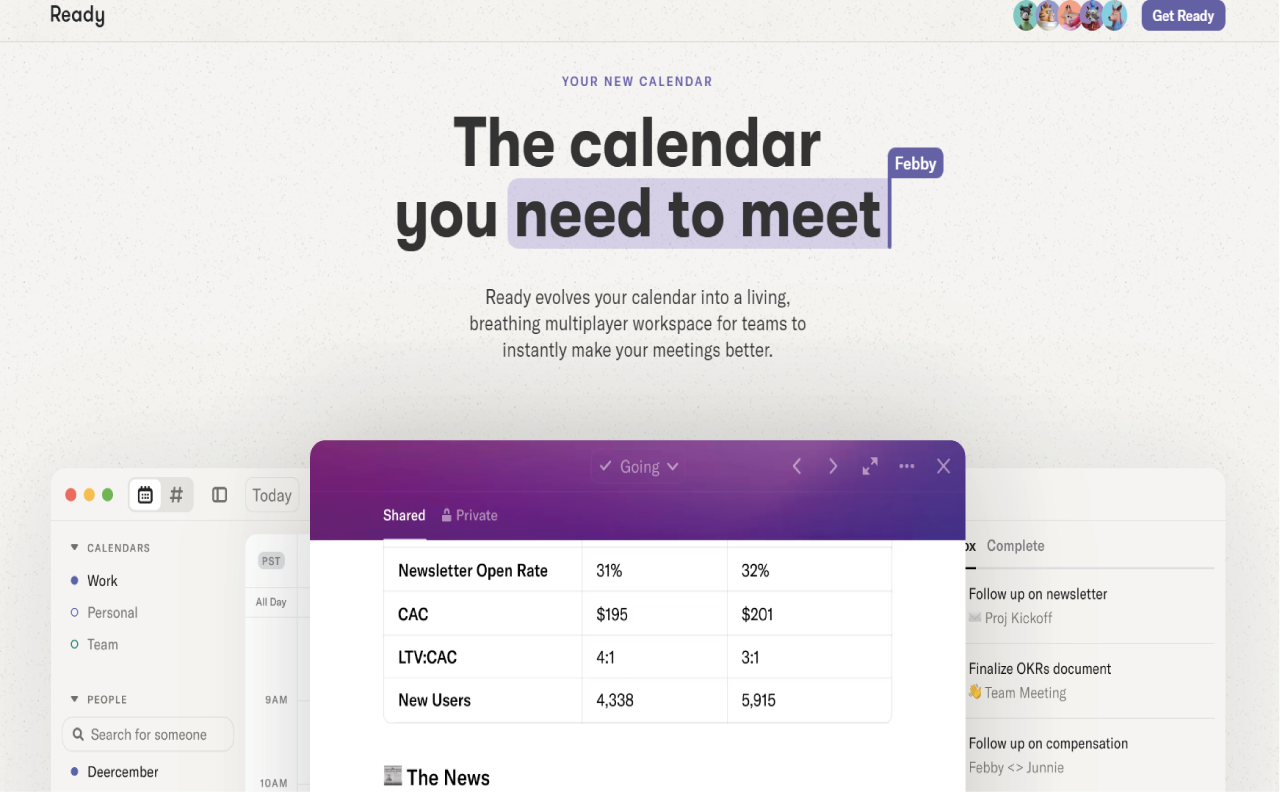 Ready
Get Ready
YOUR NEW CALENDAR
The calendar
you need to meet
Febby
Ready evolves your calendar into a living,
breathing multiplayer workspace for teams to
instantly make your meetings better.
Today
CALENDARS
Work
Personal
Team
PEOPLE
Search for someone
Deercember
PST
All Day
9AM
10AM
Going
Shared Private
Newsletter Open Rate 31% 32%
CAC $195 $201
LTV:CAC 4:1 3:1
New Users 4,338 5,915
The News
ox Complete
Follow up on newsletter
Proj Kickoff
Finalize OKRs document
Team Meeting
Follow up on compensation
Febby <> Junnie